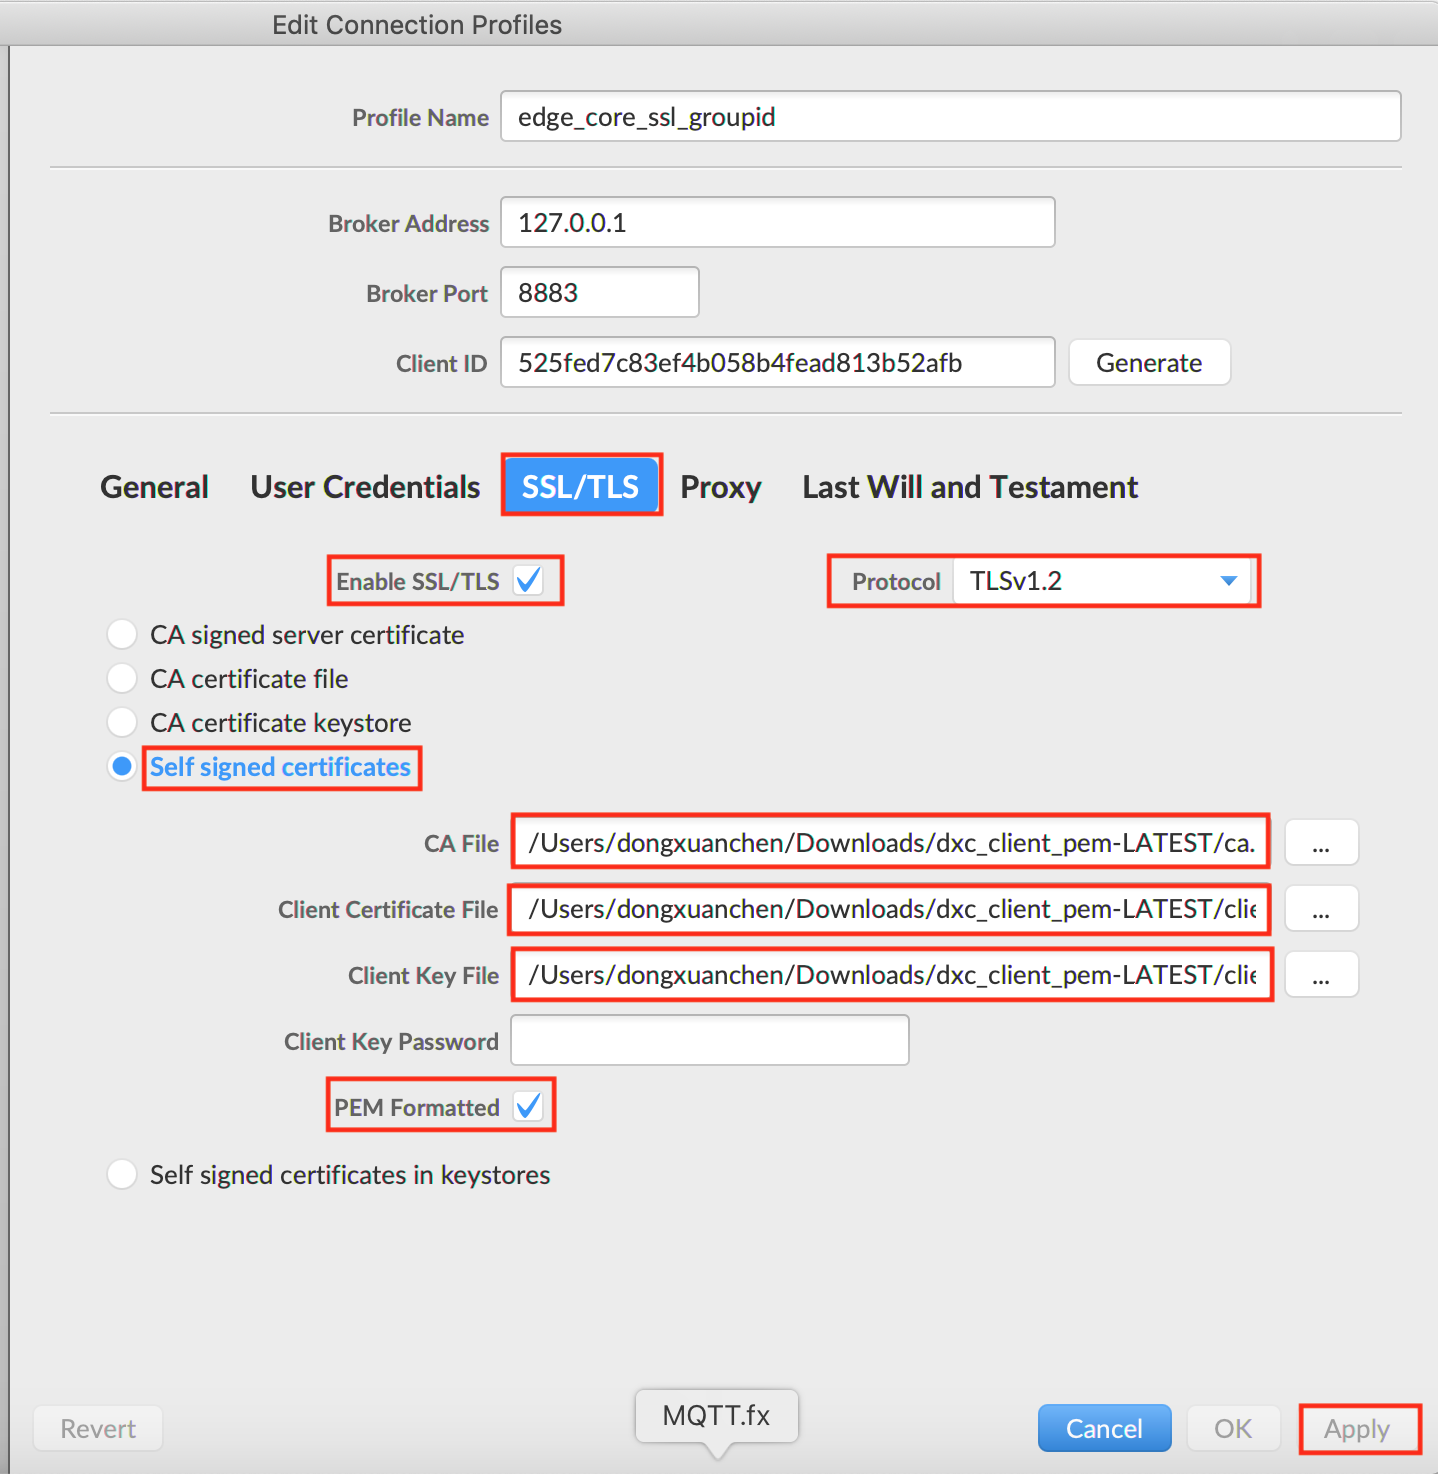 Edit Connection Profiles
Profile Name edge_core_ssl_groupid
Broker Address 127.0.0.1
Broker Port 8883
Client ID 525fed7c83ef4b058b4fead813b52afb Generate
General User Credentials SSL/TLS Proxy Last Will and Testament
Enable SSL/TLS Protocol TLSv1.2
CA signed server certificate
CA certificate file
CA certificate keystore
Self signed certificates
CA File /Users/dongxuanchen/Downloads/dxc_client_pem-LATEST/ca. ...
Client Certificate File /Users/dongxuanchen/Downloads/dxc_client_pem-LATEST/clie ...
Client Key File /Users/dongxuanchen/Downloads/dxc_client_pem-LATEST/clie ...
Client Key Password
PEM Formatted
Self signed certificates in keystores
MQTT.fx
Revert Cancel OK Apply